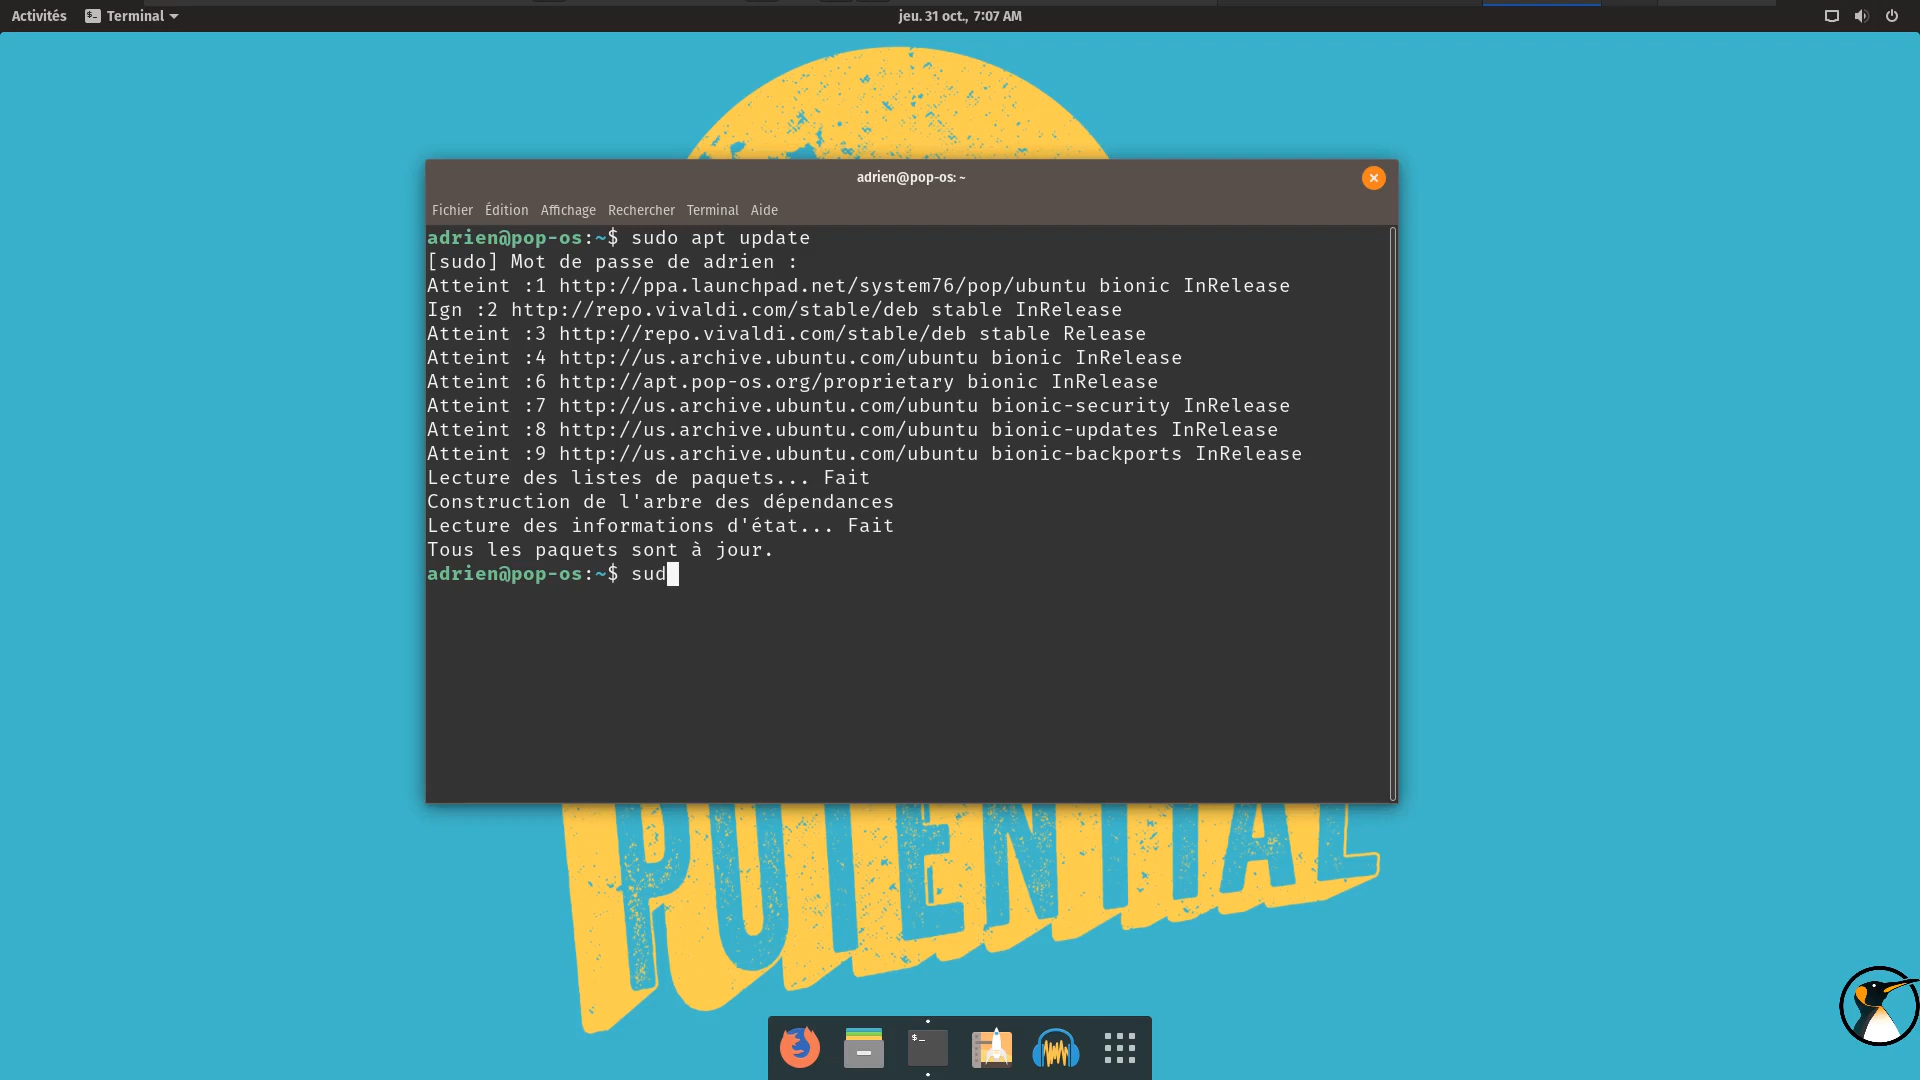 Activités Terminal jeu. 31 oct., 7:07 AM
adrien@pop-os: ~
Fichier Édition Affichage Rechercher Terminal Aide
adrien@pop-os:~$ sudo apt update
[sudo] Mot de passe de adrien :
Atteint :1 http://ppa.launchpad.net/system76/pop/ubuntu bionic InRelease
Ign :2 http://repo.vivaldi.com/stable/deb stable InRelease
Atteint :3 http://repo.vivaldi.com/stable/deb stable Release
Atteint :4 http://us.archive.ubuntu.com/ubuntu bionic InRelease
Atteint :6 http://apt.pop-os.org/proprietary bionic InRelease
Atteint :7 http://us.archive.ubuntu.com/ubuntu bionic-security InRelease
Atteint :8 http://us.archive.ubuntu.com/ubuntu bionic-updates InRelease
Atteint :9 http://us.archive.ubuntu.com/ubuntu bionic-backports InRelease
Lecture des listes de paquets... Fait
Construction de l'arbre des dépendances
Lecture des informations d'état... Fait
Tous les paquets sont à jour.
adrien@pop-os:~$ sud
POTENTIAL
$_